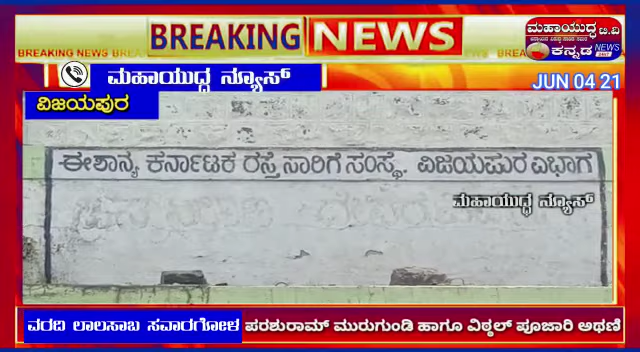 BREAKING NEWS
ಮಹಾಯುದ್ಧ ಟಿ.ವಿ
ಕನ್ನಡ NEWS
BREAKING NEWS BREA
ಮಹಾಯುದ್ಧ ನ್ಯೂಸ್
JUN 04 21
ವಿಜಯಪುರ
ಈಶಾನ್ಯ ಕರ್ನಾಟಕ ರಸ್ತೆ ಸಾರಿಗೆ ಸಂಸ್ಥೆ. ವಿಜಯಪುರ ವಿಭಾಗ
ಮಹಾಯುದ್ಧ ನ್ಯೂಸ್
ವರದಿ ಲಾಲಸಾಬ ಸವಾರಗೋಳ ಪರಶುರಾಮ್ ಮುರುಗುಂಡಿ ಹಾಗೂ ವಿಠ್ಠಲ್ ಪೂಜಾರಿ ಅಥಣಿ